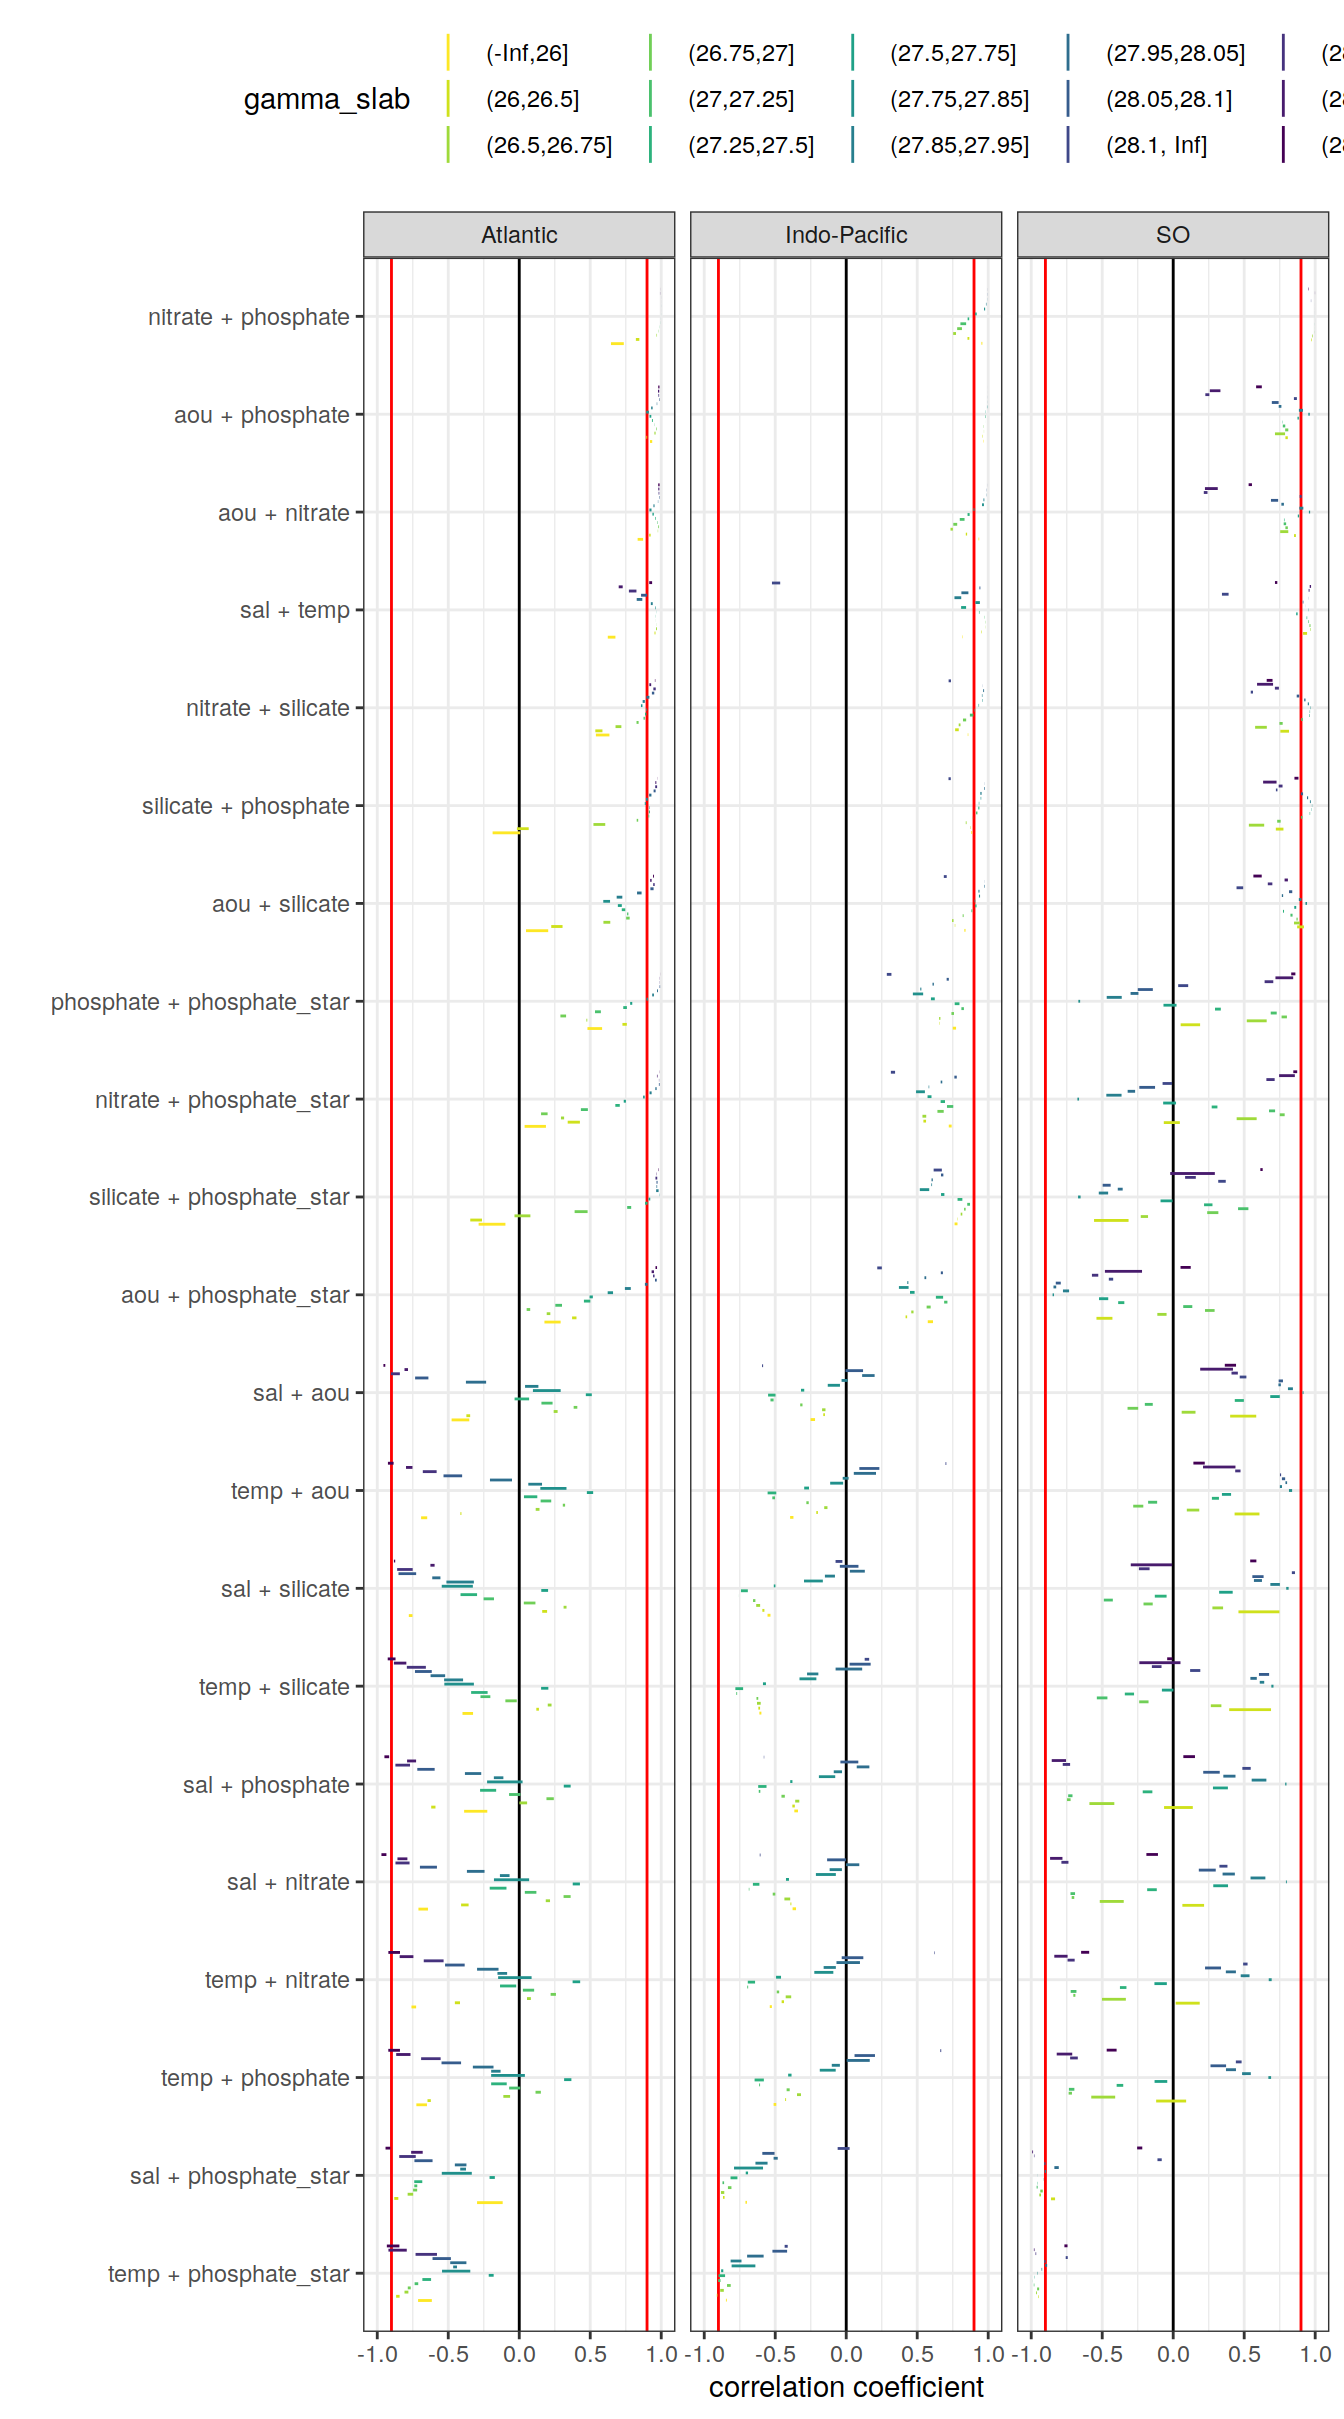 gamma_slab
(-Inf,26] (26.75,27] (27.5,27.75] (27.95,28.05] (28
(26,26.5] (27,27.25] (27.75,27.85] (28.05,28.1] (28
(26.5,26.75] (27.25,27.5] (27.85,27.95] (28.1, Inf] (28
Atlantic Indo-Pacific SO
nitrate + phosphate
aou + phosphate
aou + nitrate
sal + temp
nitrate + silicate
silicate + phosphate
aou + silicate
phosphate + phosphate_star
nitrate + phosphate_star
silicate + phosphate_star
aou + phosphate_star
sal + aou
temp + aou
sal + silicate
temp + silicate
sal + phosphate
sal + nitrate
temp + nitrate
temp + phosphate
sal + phosphate_star
temp + phosphate_star
-1.0 -0.5 0.0 0.5 1.0 -1.0 -0.5 0.0 0.5 1.0 -1.0 -0.5 0.0 0.5 1.0
correlation coefficient